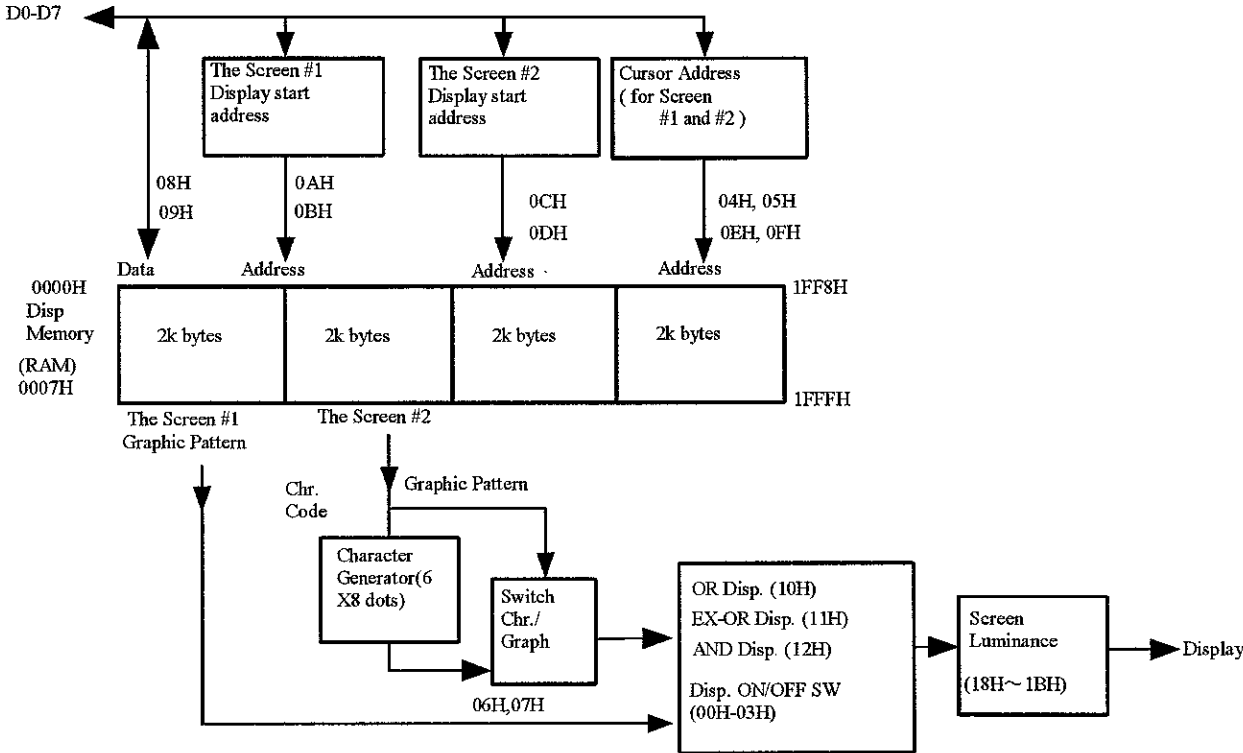 D0-D7
The Screen #1
Display start
address
The Screen #2
Display start
address
Cursor Address
( for Screen
#1 and #2 )
08H
09H
0AH
0BH
0CH
0DH
04H, 05H
0EH, 0FH
Data
Address
Address
Address
0000H
Disp
Memory
(RAM)
0007H
2k bytes
2k bytes
2k bytes
2k bytes
1FF8H
1FFFH
The Screen #1
Graphic Pattern
The Screen #2
Chr.
Code
Graphic Pattern
Character
Generator(6
X8 dots)
Switch
Chr./
Graph
06H,07H
OR Disp. (10H)
EX-OR Disp. (11H)
AND Disp. (12H)
Disp. ON/OFF SW
(00H-03H)
Screen
Luminance
(18H～1BH)
Display